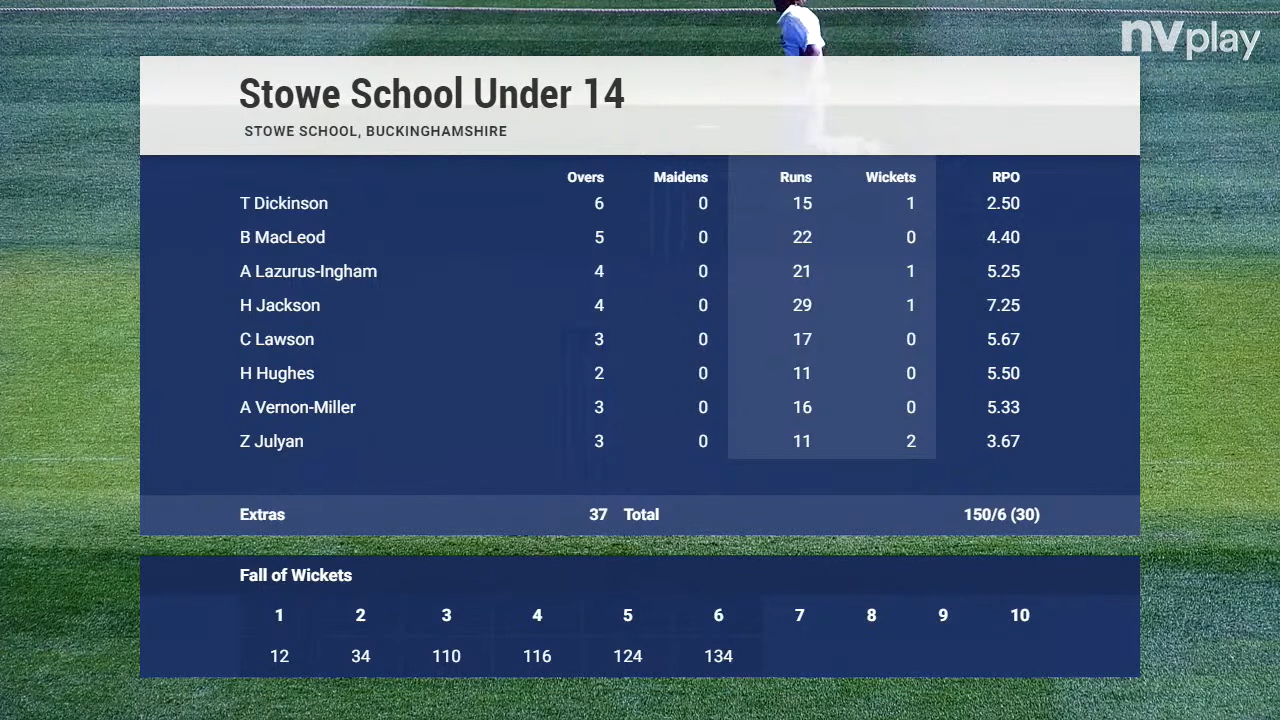 nvplay
Stowe School Under 14
STOWE SCHOOL, BUCKINGHAMSHIRE
Overs Maidens Runs Wickets RPO
T Dickinson 6 0 15 1 2.50
B MacLeod 5 0 22 0 4.40
A Lazurus-Ingham 4 0 21 1 5.25
H Jackson 4 0 29 1 7.25
C Lawson 3 0 17 0 5.67
H Hughes 2 0 11 0 5.50
A Vernon-Miller 3 0 16 0 5.33
Z Julyan 3 0 11 2 3.67
Extras 37 Total 150/6 (30)
Fall of Wickets
1 2 3 4 5 6 7 8 9 10
12 34 110 116 124 134